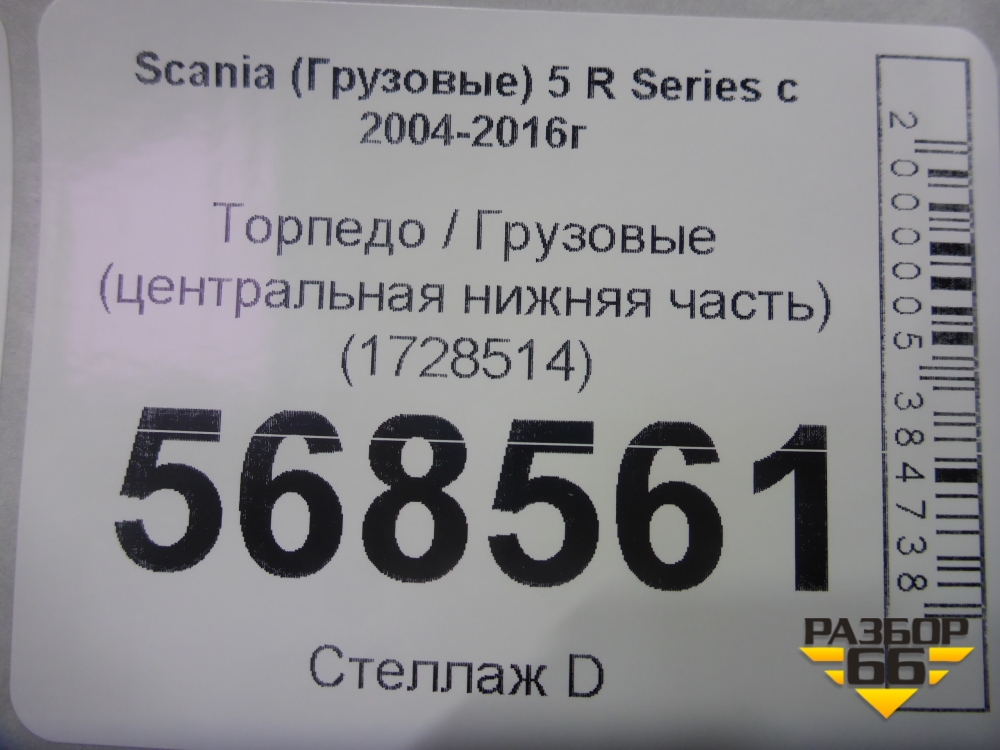 Scania (Грузовые) 5 R Series с
2004-2016г
Торпедо / Грузовые
(центральная нижняя часть)
(1728514)
568561
Стеллаж D
2000005384738
РАЗБОР
66